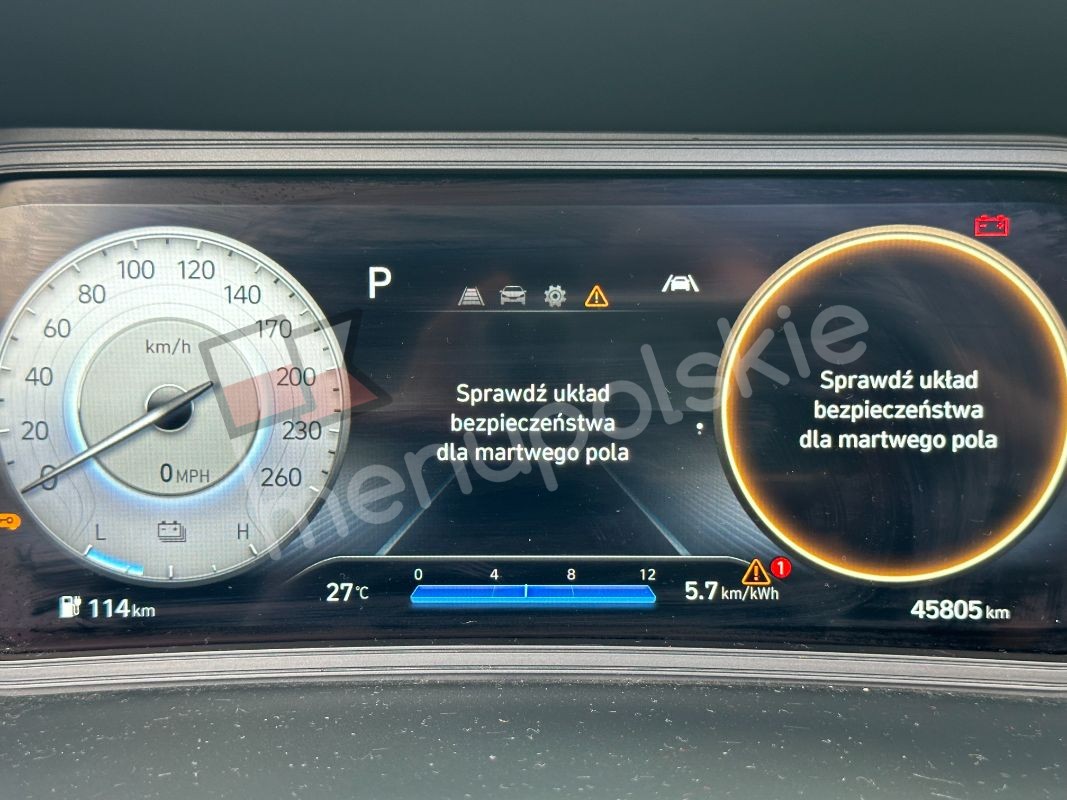 100 120
80 140
60 170
km/h
40 200
20 230
0 260
0 MPH
L H
114 km
P
Sprawdź układ
bezpieczeństwa
dla martwego pola
menupolskie
27°C
0 4 8 12
5.7 km/kWh
1
Sprawdź układ
bezpieczeństwa
dla martwego pola
45805 km